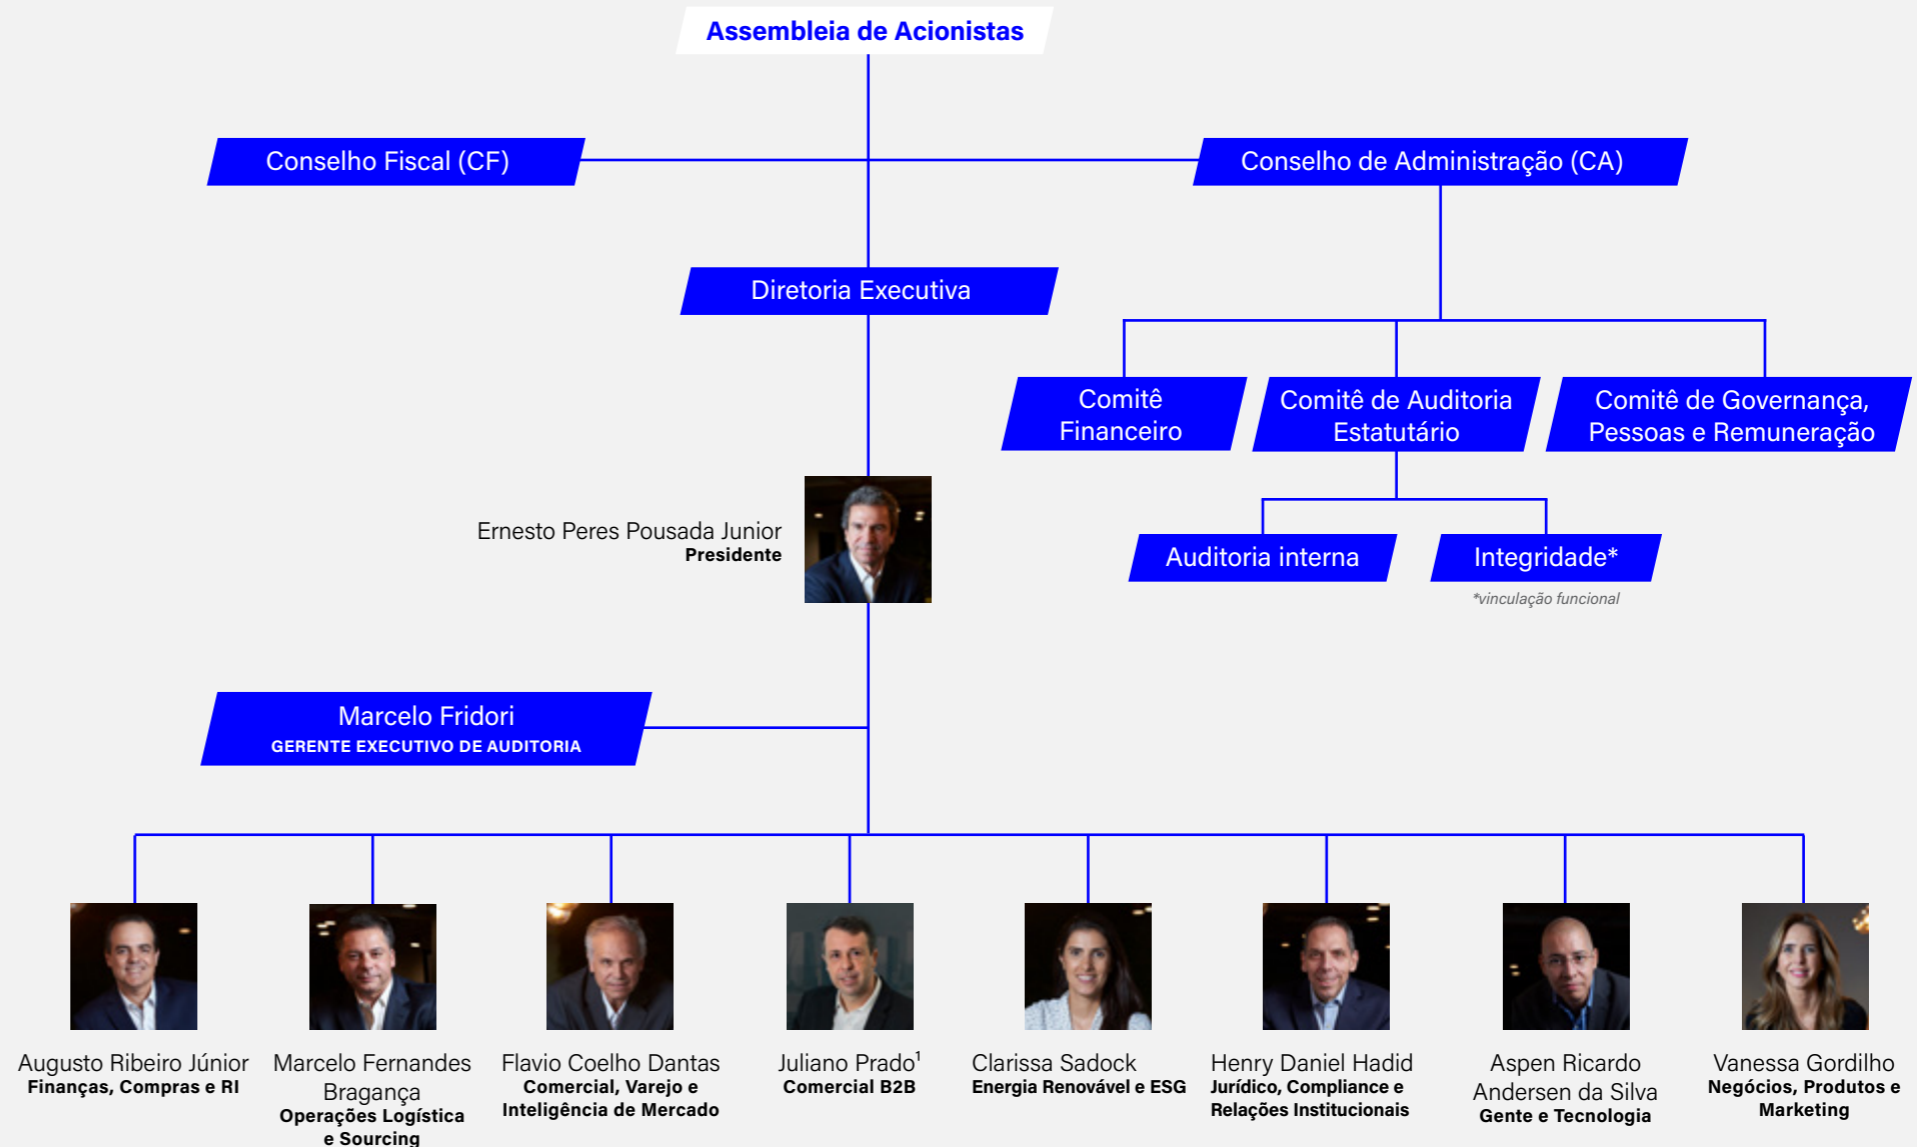 Assembleia de Acionistas
Conselho Fiscal (CF)
Conselho de Administração (CA)
Diretoria Executiva
Comitê
Financeiro
Comitê de Auditoria
Estatutário
Comitê de Governança,
Pessoas e Remuneração
Ernesto Peres Pousada Junior
Presidente
Auditoria interna
Integridade*
*vinculação funcional
Marcelo Fridori
GERENTE EXECUTIVO DE AUDITORIA
Augusto Ribeiro Júnior
Finanças, Compras e RI
Marcelo Fernandes
Bragança
Operações Logística
e Sourcing
Flavio Coelho Dantas
Comercial, Varejo e
Inteligência de Mercado
Juliano Prado¹
Comercial B2B
Clarissa Sadock
Energia Renovável e ESG
Henry Daniel Hadid
Jurídico, Compliance e
Relações Institucionais
Aspen Ricardo
Andersen da Silva
Gente e Tecnologia
Vanessa Gordilho
Negócios, Produtos e
Marketing